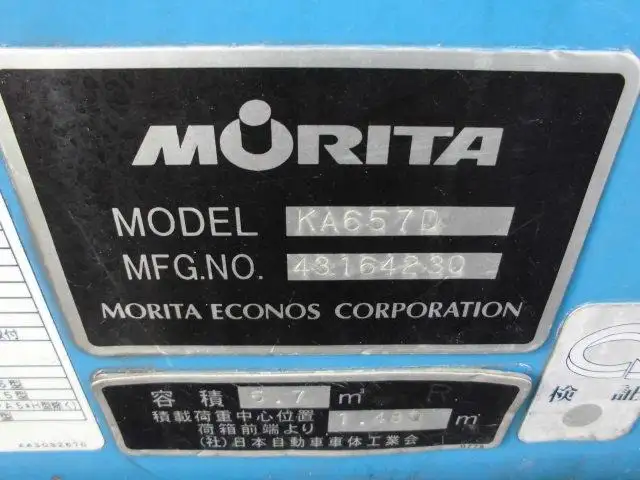 MORITA
MODEL KA657D
MFG.NO. 43164230
MORITA ECONOS CORPORATION
容積 5.7 m³ R
積載荷重中心位置
荷箱前端より 1.480 m
(社)日本自動車車体工業会
検